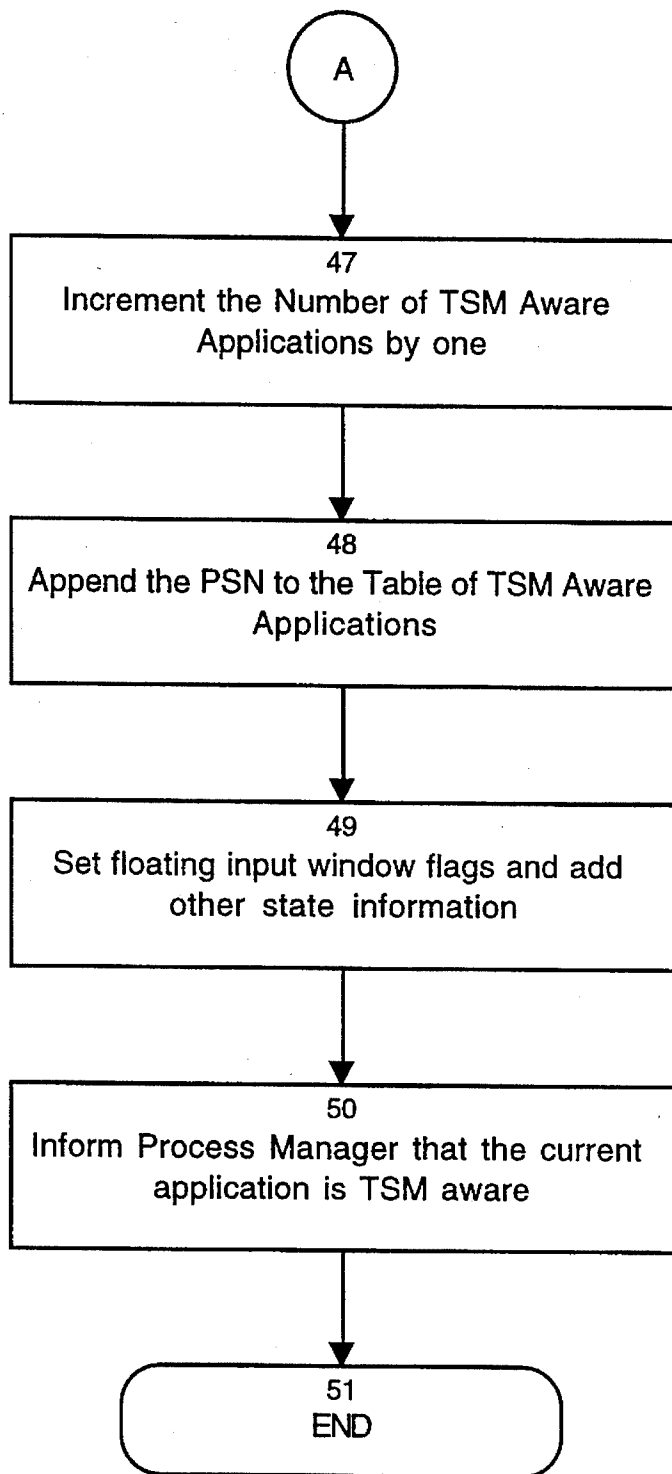 A
47
Increment the Number of TSM Aware
Applications by one
48
Append the PSN to the Table of TSM Aware
Applications
49
Set floating input window flags and add
other state information
50
Inform Process Manager that the current
application is TSM aware
51
END